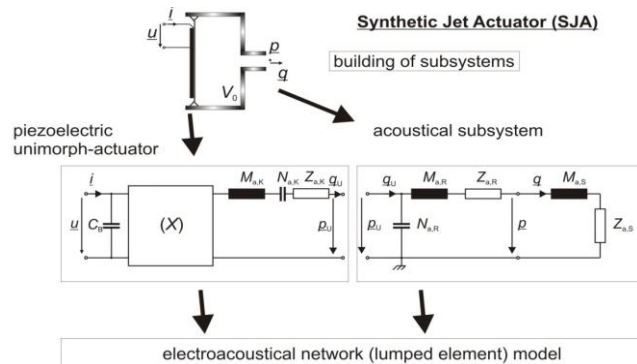 Synthetic Jet Actuator (SJA)
i
u
p
q
V0
building of subsystems
piezoelectric
unimorph-actuator
acoustical subsystem
i
Ma,K Na,K Za,K qU
u
CB
(X)
pU
qU Ma,R Za,R q Ma,S
pU
Na,R
p
Za,S
electroacoustical network (lumped element) model